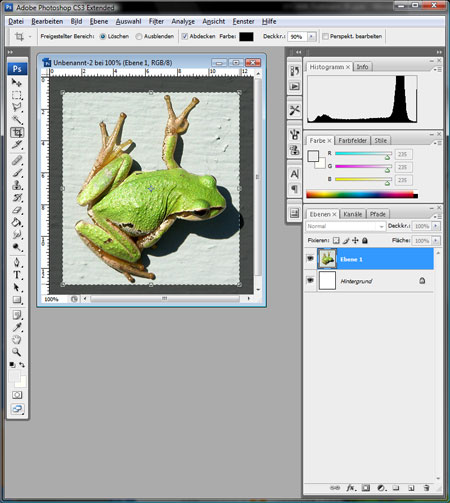 Adobe Photoshop CS3 Extended
Datei Bearbeiten Bild Ebene Auswahl Filter Analyse Ansicht Fenster Hilfe
Freigestellter Bereich: Löschen Ausblenden Abdecken Farbe: Deckkr.: 90% Perspekt. bearbeiten
Ps
Unbenannt-2 bei 100% (Ebene 1, RGB/8)
100%
Histogramm Info
Farbe Farbfelder Stile
R 235
G 235
B 235
Ebenen Kanäle Pfade
Normal Deckkr.: 100%
Fixieren: Fläche: 100%
Ebene 1
Hintergrund